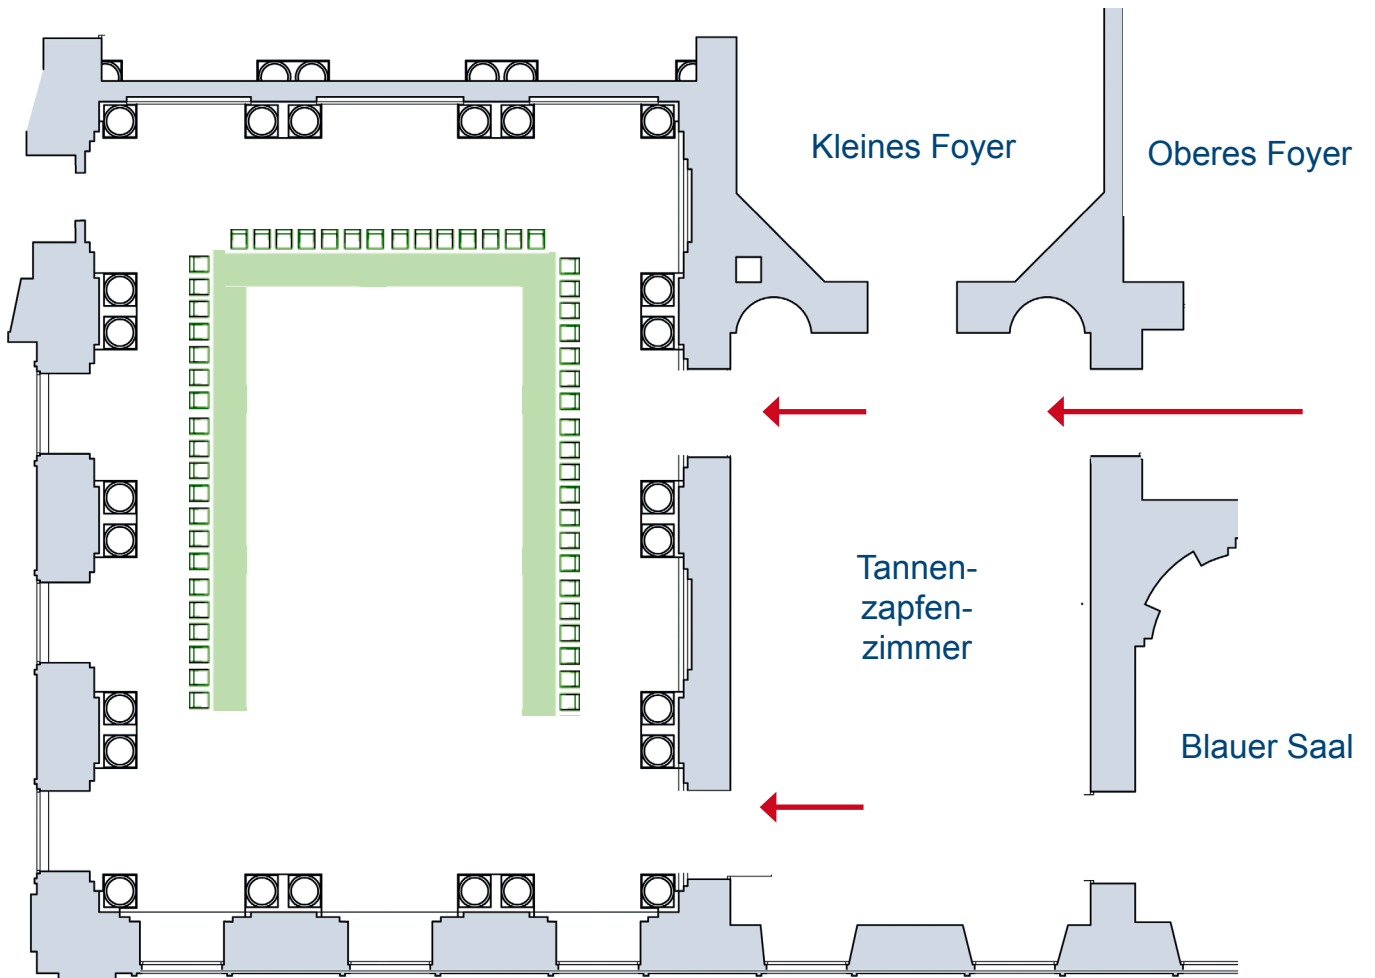 Kleines Foyer
Oberes Foyer
Tannen-
zapfen-
zimmer
Blauer Saal